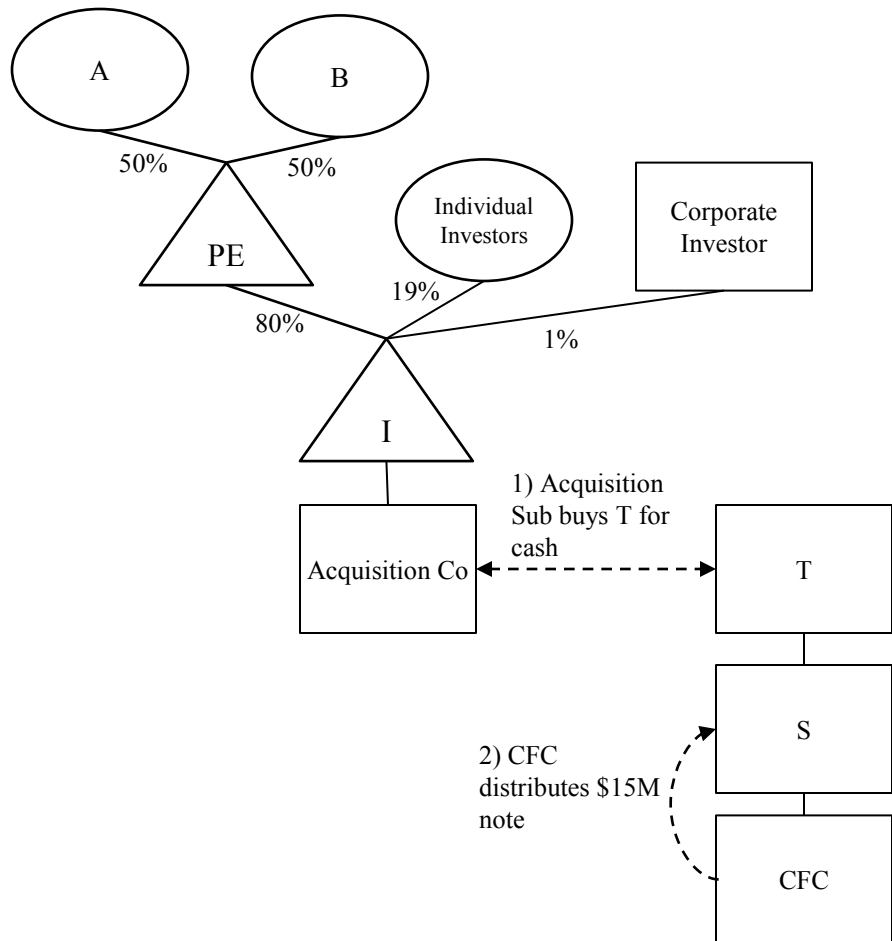 A
B
50%
50%
PE
Individual
Investors
Corporate
Investor
80%
19%
1%
I
1) Acquisition
Sub buys T for
cash
Acquisition Co
T
S
2) CFC
distributes $15M
note
CFC